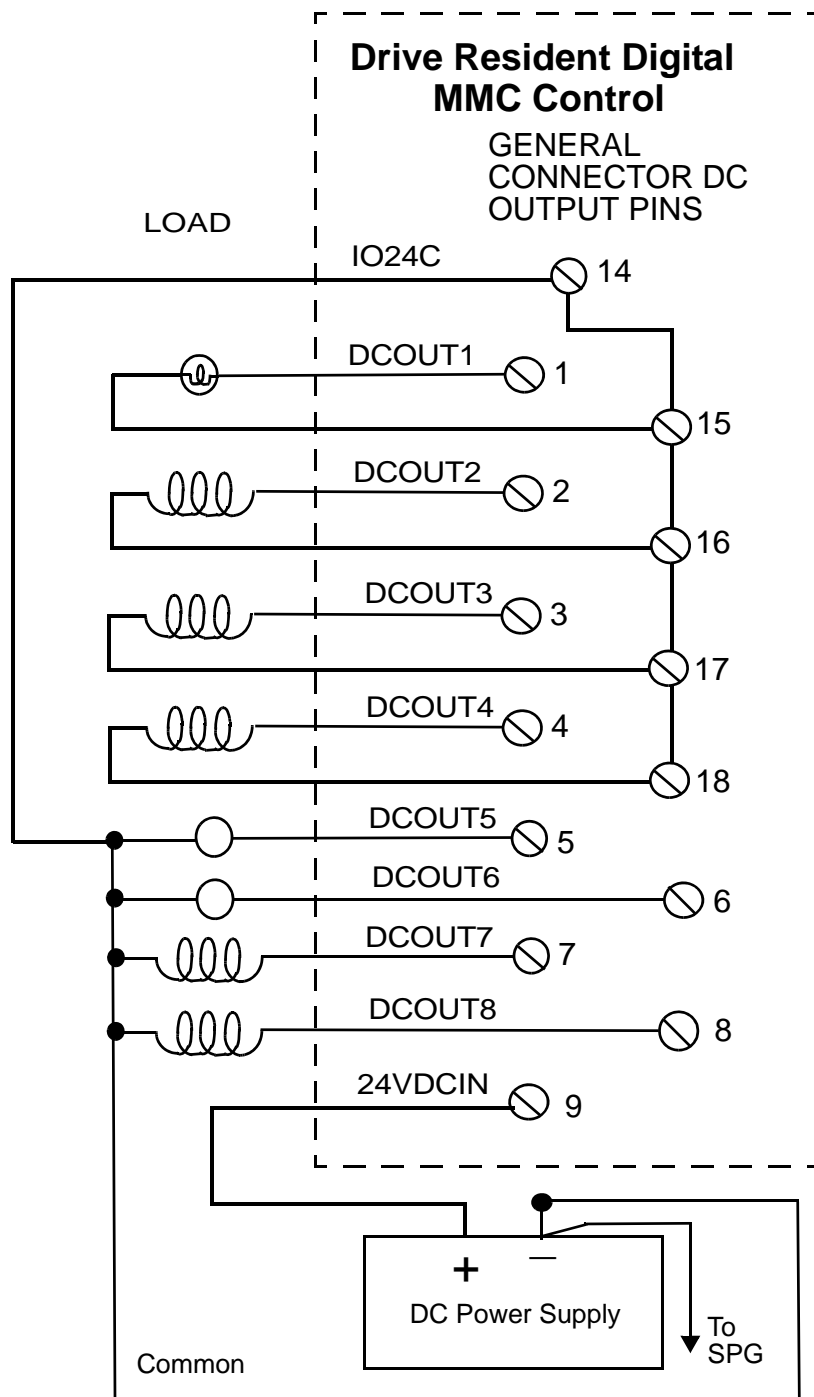 Drive Resident Digital
MMC Control
GENERAL
CONNECTOR DC
OUTPUT PINS
LOAD
IO24C
14
DCOUT1
1
15
DCOUT2
2
16
DCOUT3
3
17
DCOUT4
4
18
DCOUT5
5
DCOUT6
6
DCOUT7
7
DCOUT8
8
24VDCIN
9
+ –
DC Power Supply
To
SPG
Common